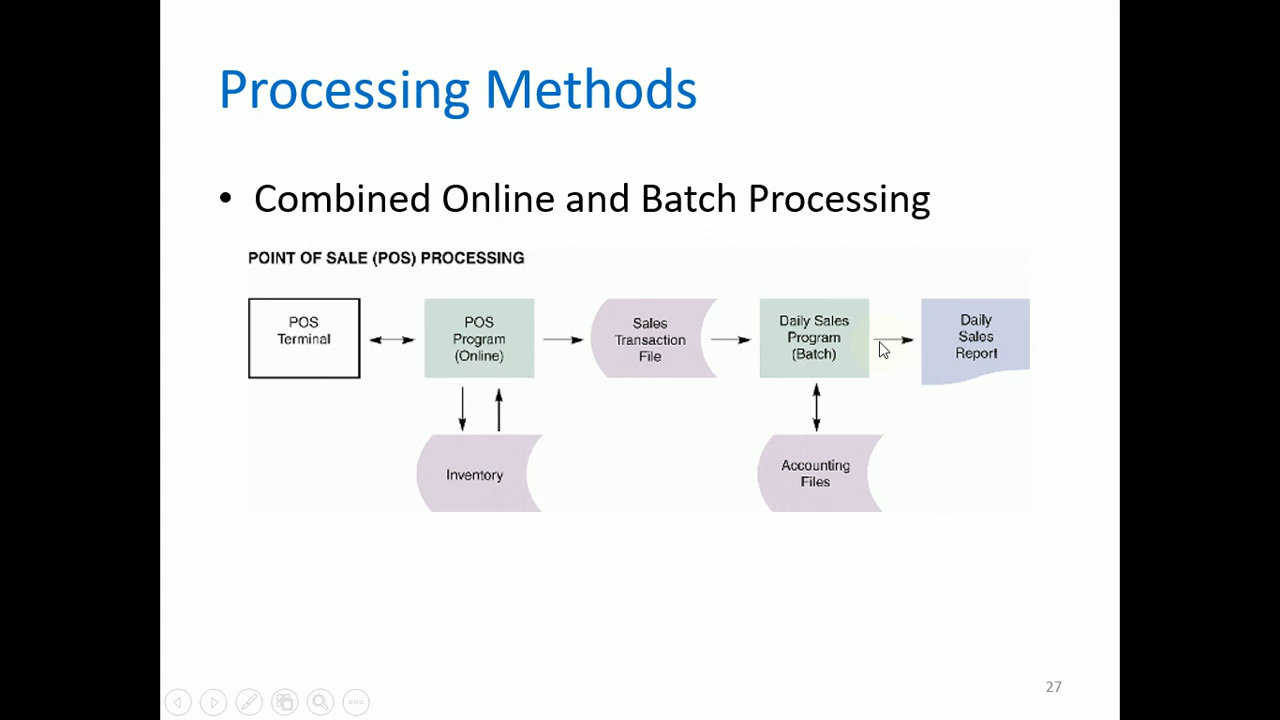 Processing Methods
• Combined Online and Batch Processing
POINT OF SALE (POS) PROCESSING
POS
Terminal
POS
Program
(Online)
Sales
Transaction
File
Daily Sales
Program
(Batch)
Daily
Sales
Report
Inventory
Accounting
Files
27